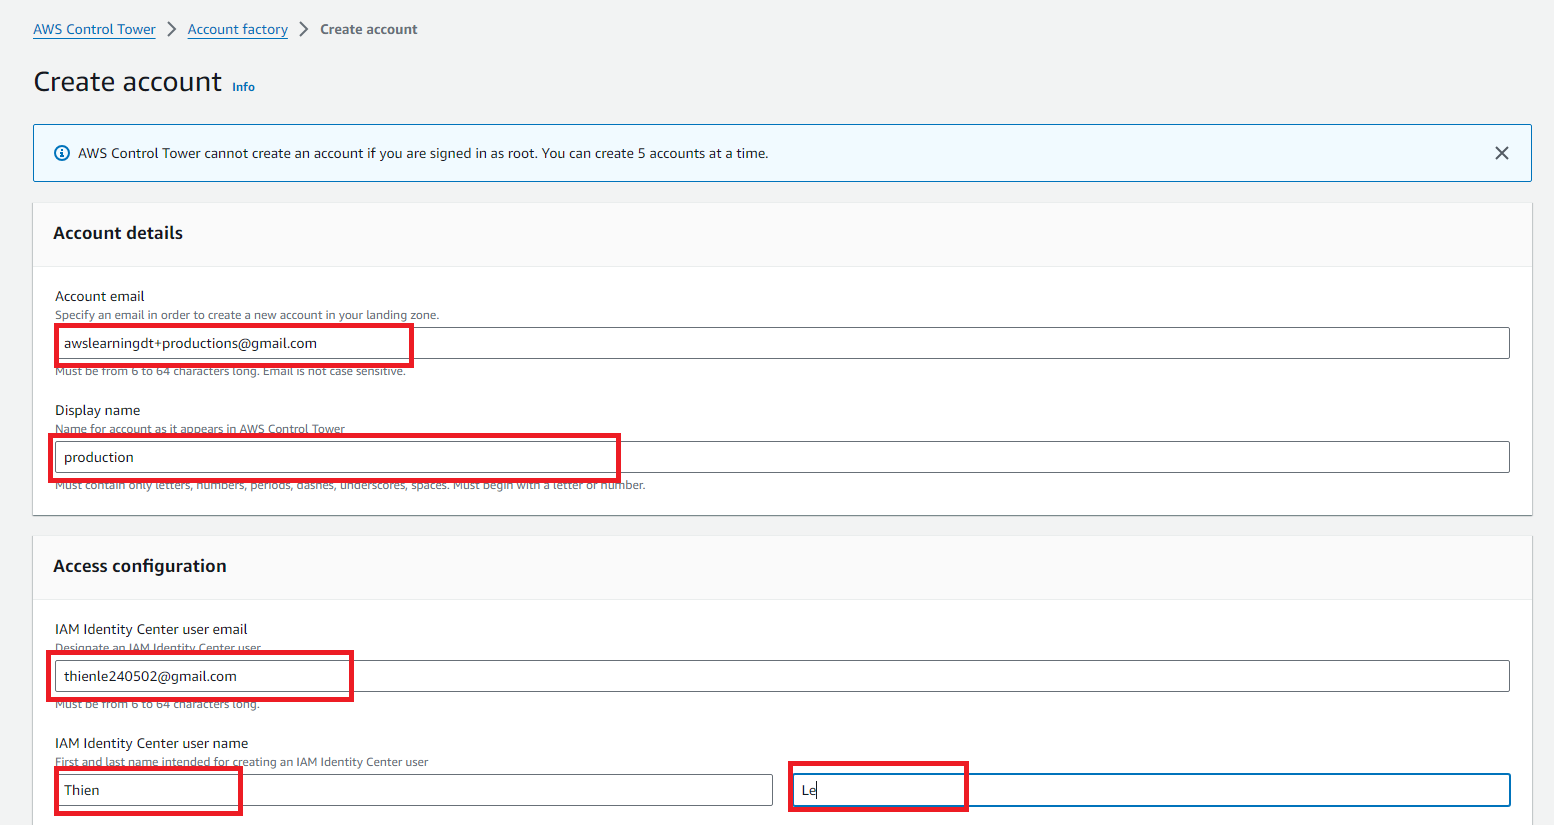 AWS Control Tower > Account factory > Create account
Create account Info
AWS Control Tower cannot create an account if you are signed in as root. You can create 5 accounts at a time.
Account details
Account email
Specify an email in order to create a new account in your landing zone.
awslearningdt+productions@gmail.com
Must be from 6 to 64 characters long. Email is not case sensitive.
Display name
Name for account as it appears in AWS Control Tower
production
Must contain only letters, numbers, periods, dashes, underscores, spaces. Must begin with a letter or number.
Access configuration
IAM Identity Center user email
Designate an IAM Identity Center user
thienle240502@gmail.com
Must be from 6 to 64 characters long.
IAM Identity Center user name
First and last name intended for creating an IAM Identity Center user
Thien Le